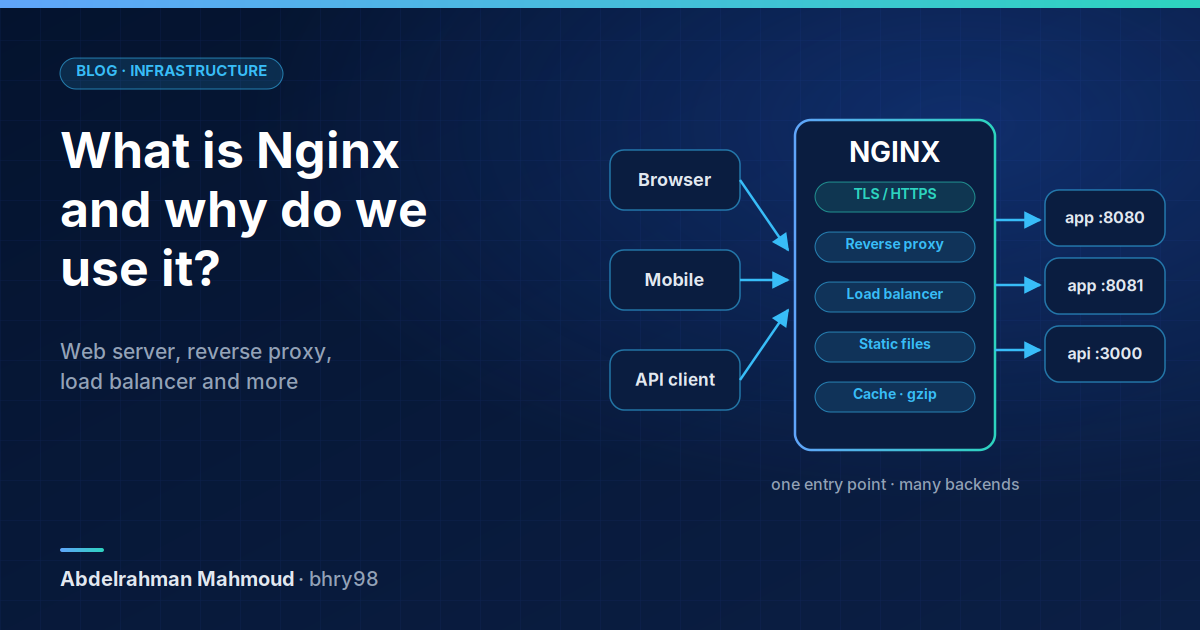 BLOG · INFRASTRUCTURE
What is Nginx
and why do we
use it?
Web server, reverse proxy,
load balancer and more
Abdelrahman Mahmoud · bhry98
Browser
Mobile
API client
NGINX
TLS / HTTPS
Reverse proxy
Load balancer
Static files
Cache · gzip
app :8080
app :8081
api :3000
one entry point · many backends